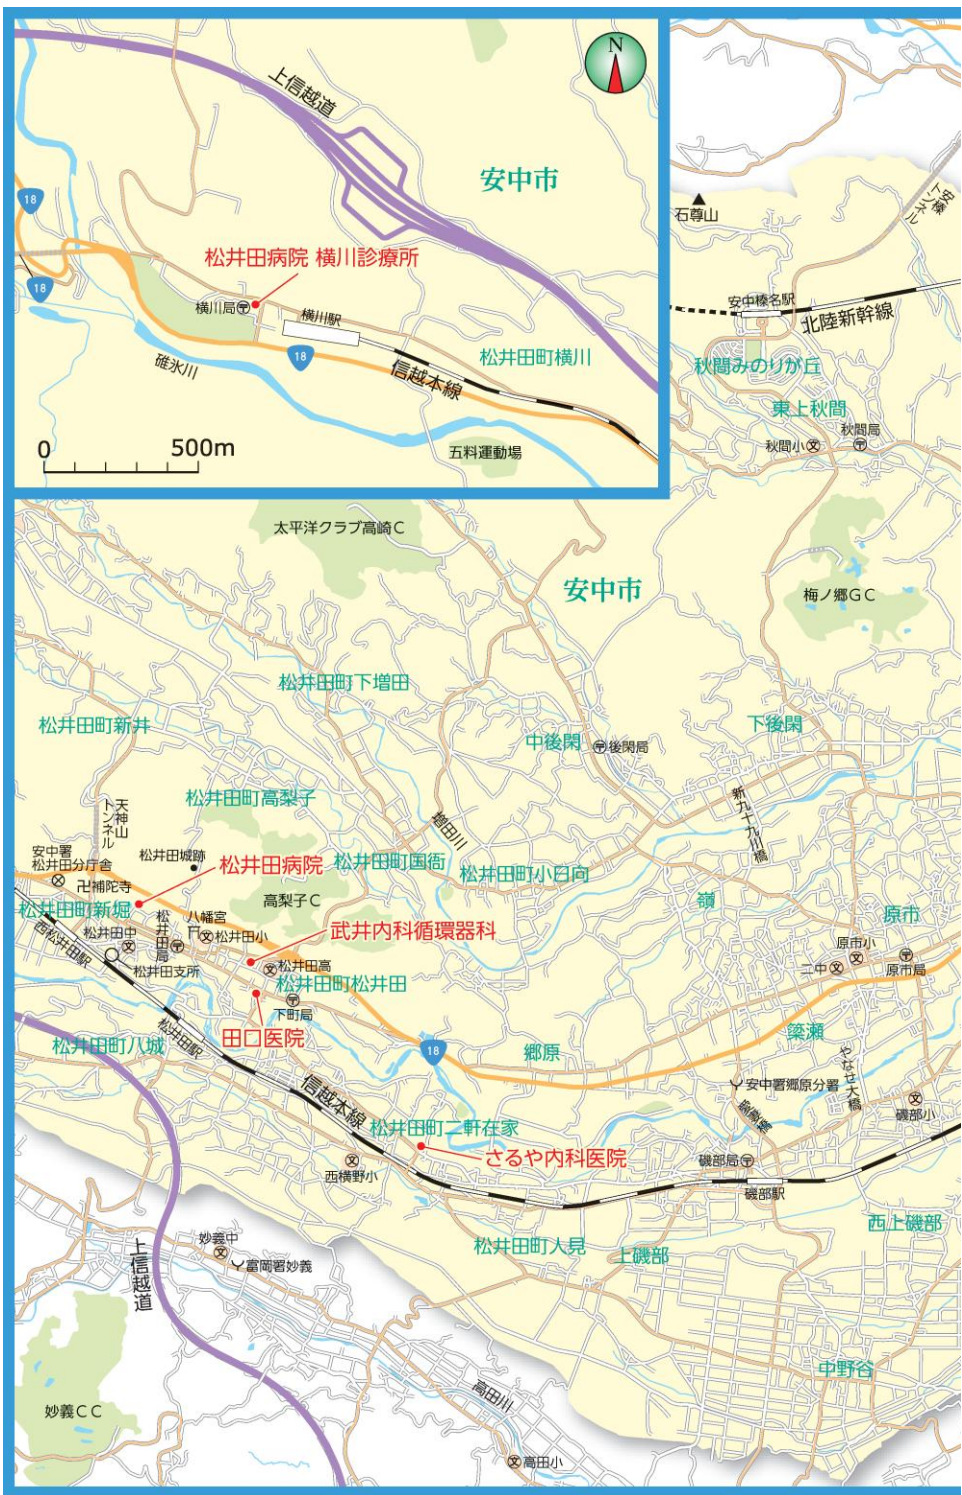 N
上信越道
安中市
18
松井田病院 横川診療所
18
横川局
横川駅
18
松井田町横川
碓氷川
信越本線
0 500m
五料運動場
安榛トンネル
石尊山
安中榛名駅
北陸新幹線
秋間みのりが丘
東上秋間
秋間小
秋間局
太平洋クラブ高崎C
安中市
梅ノ郷GC
松井田町下増田
松井田町新井
中後閑
後閑局
下後閑
松井田町高梨子
新九十九川橋
天神山トンネル
増田川
安中署
松井田分庁舎
松井田城跡
松井田病院
松井田町国衙
松井田町小日向
卍補陀寺
高梨子C
嶺
原市
松井田町新堀
八幡宮
武井内科循環器科
松井田中
松井田局
松井田小
原市小
西松井田駅
松井田支所
松井田高
二中
原市局
松井田町松井田
下町局
田口医院
簗瀬
松井田町八城
松井田駅
18
郷原
やなせ大橋
安中署郷原分署
信越本線
磯部小
松井田町二軒在家
さるや内科医院
磯部局
西横野小
磯部駅
西上磯部
妙義中
松井田町人見
上磯部
富岡署妙義
上信越道
中野谷
高田川
妙義CC
高田小